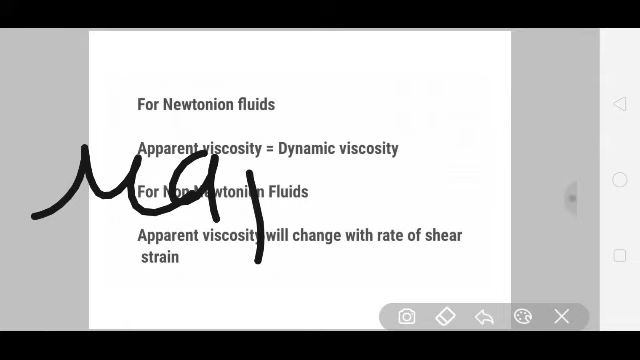 For Newtonion fluids
Apparent viscosity = Dynamic viscosity
For Non-Newtonion Fluids
Apparent viscosity will change with rate of shear
strain